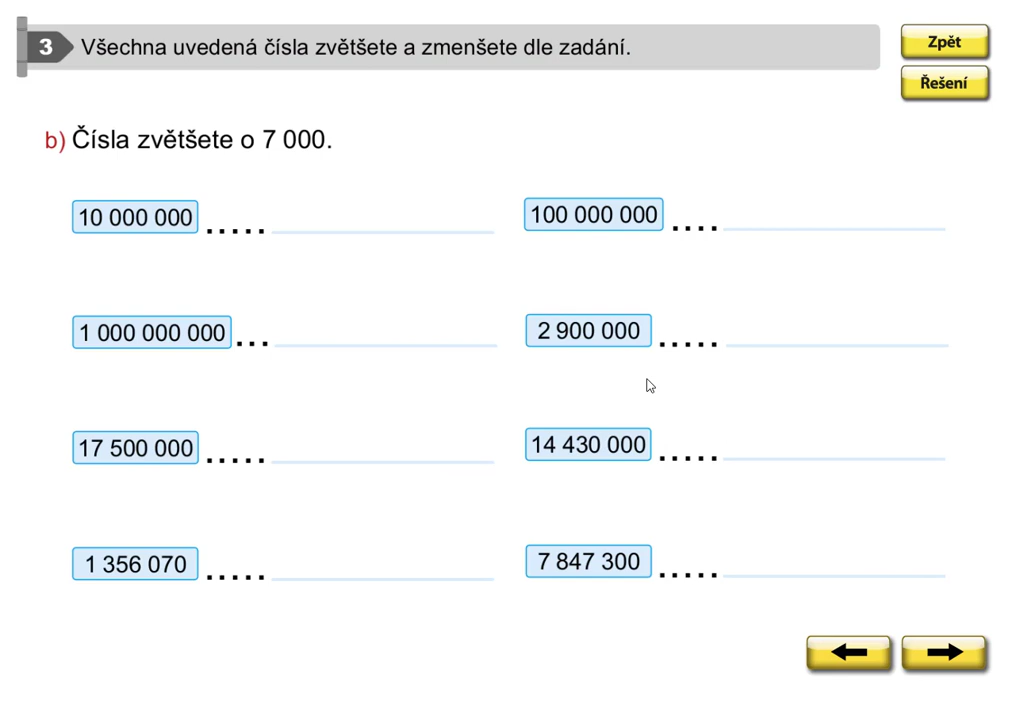 3 Všechna uvedená čísla zvětšete a zmenšete dle zadání.
Zpět
Řešení
b) Čísla zvětšete o 7 000.
10 000 000 ..... 100 000 000 ....
1 000 000 000 ... 2 900 000 .....
17 500 000 ..... 14 430 000 .....
1 356 070 ..... 7 847 300 .....